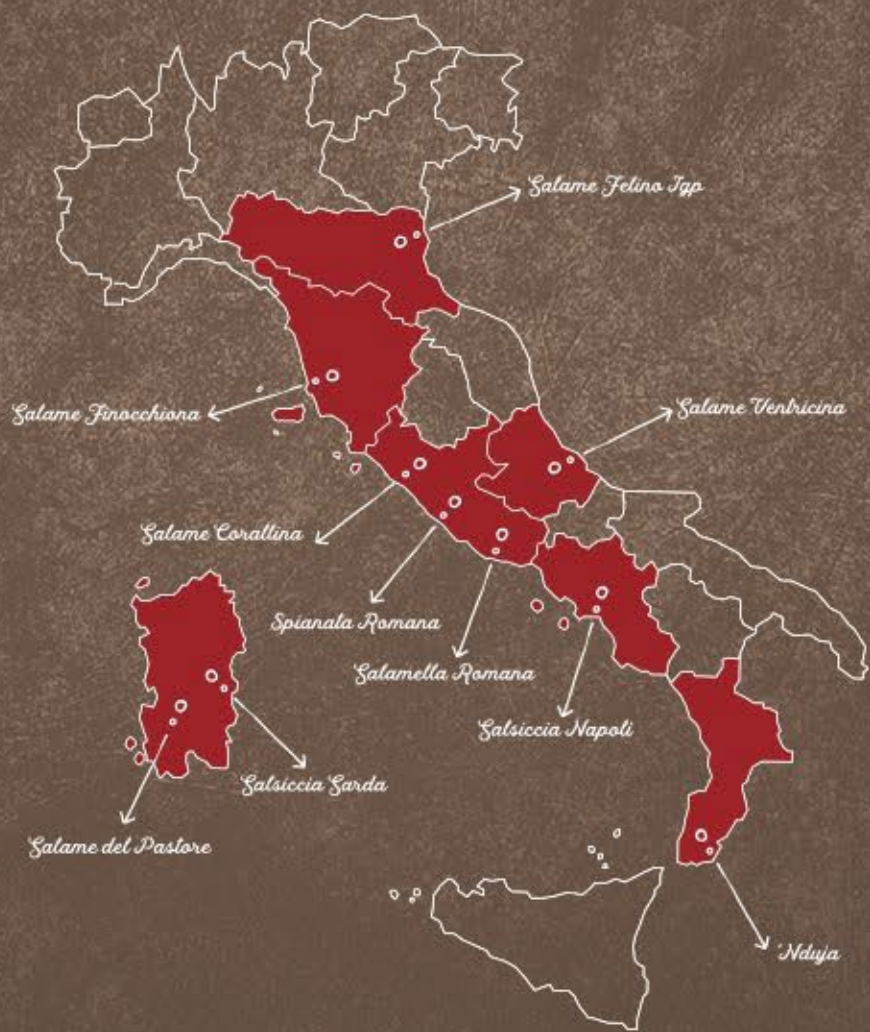 Salame Felino Igp
Salame Finocchiona
Salame Ventricina
Salame Corallina
Spianata Romana
Salamella Romana
Salsiccia Napoli
Salsiccia Sarda
Salame del Pastore
'Nduja